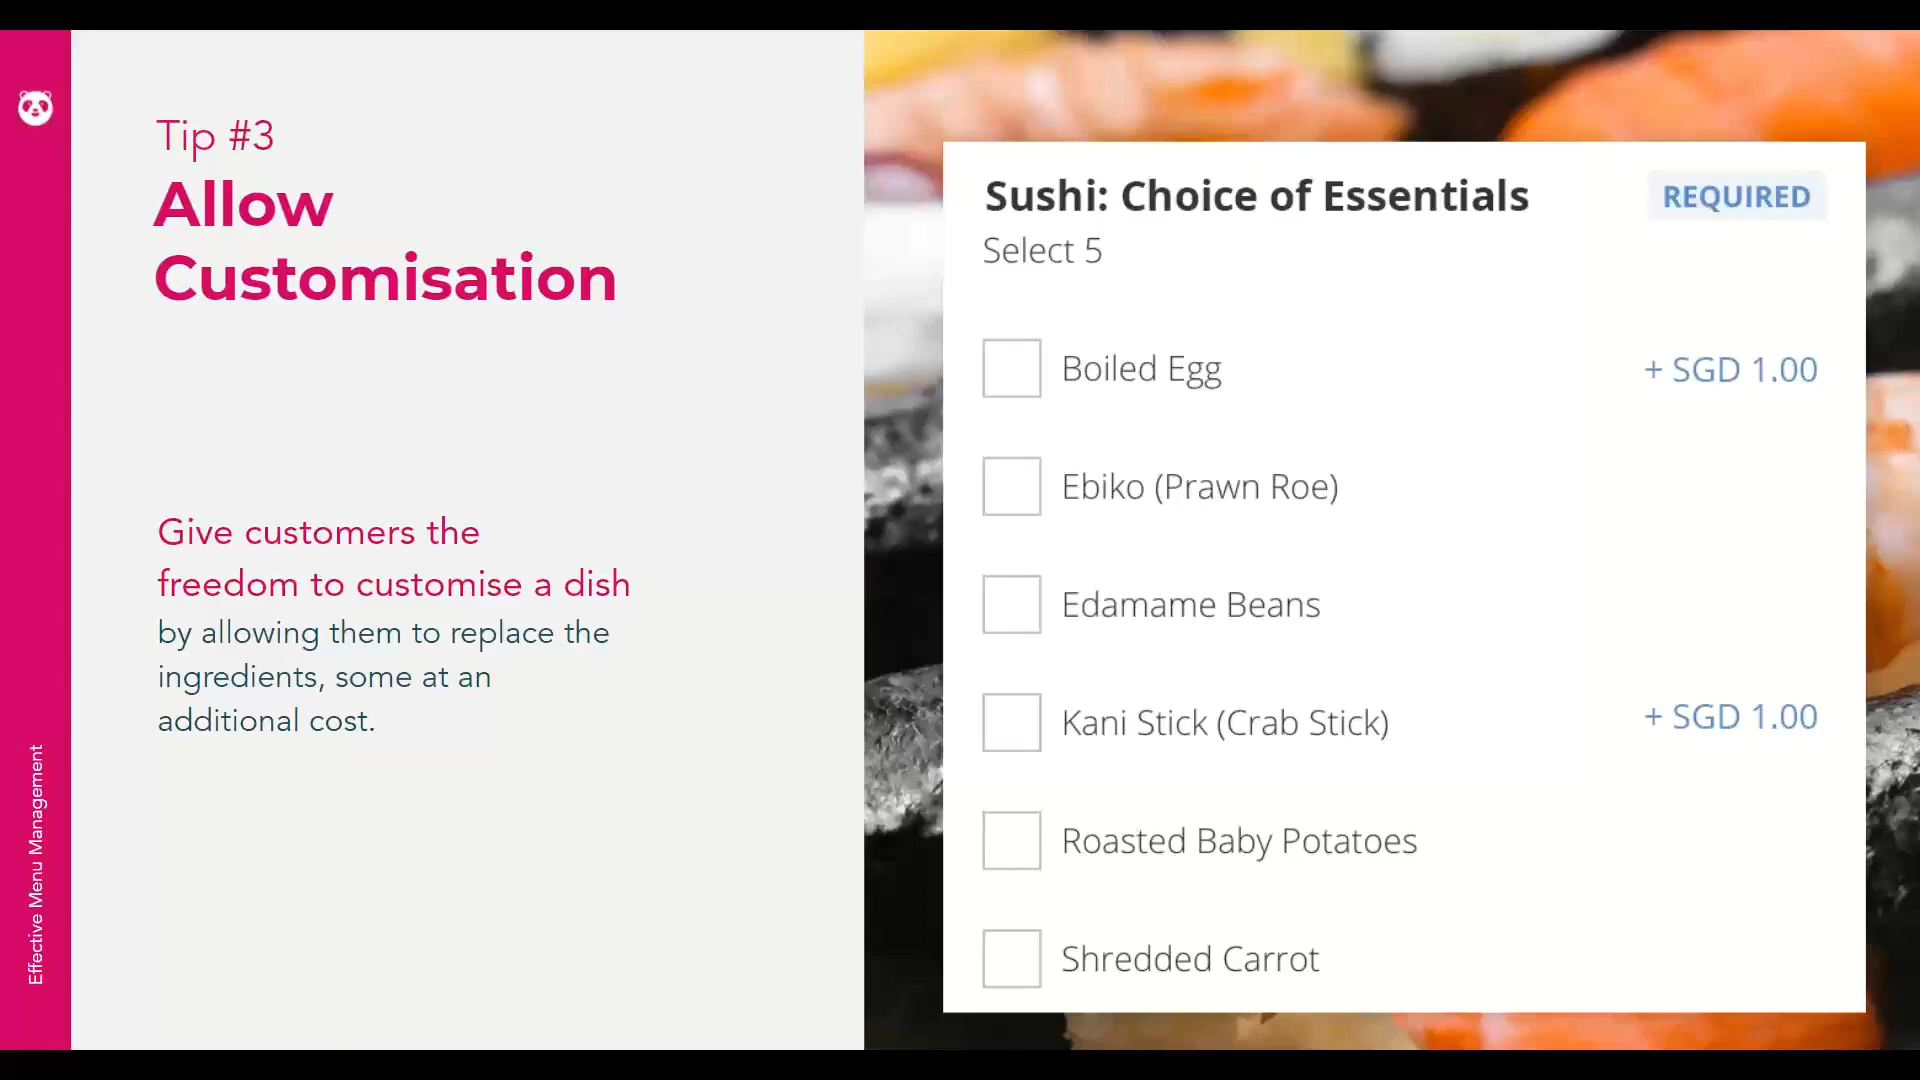 Tip #3
Allow
Customisation
Give customers the
freedom to customise a dish
by allowing them to replace the
ingredients, some at an
additional cost.
Effective Menu Management
Sushi: Choice of Essentials
REQUIRED
Select 5
Boiled Egg
+ SGD 1.00
Ebiko (Prawn Roe)
Edamame Beans
Kani Stick (Crab Stick)
+ SGD 1.00
Roasted Baby Potatoes
Shredded Carrot